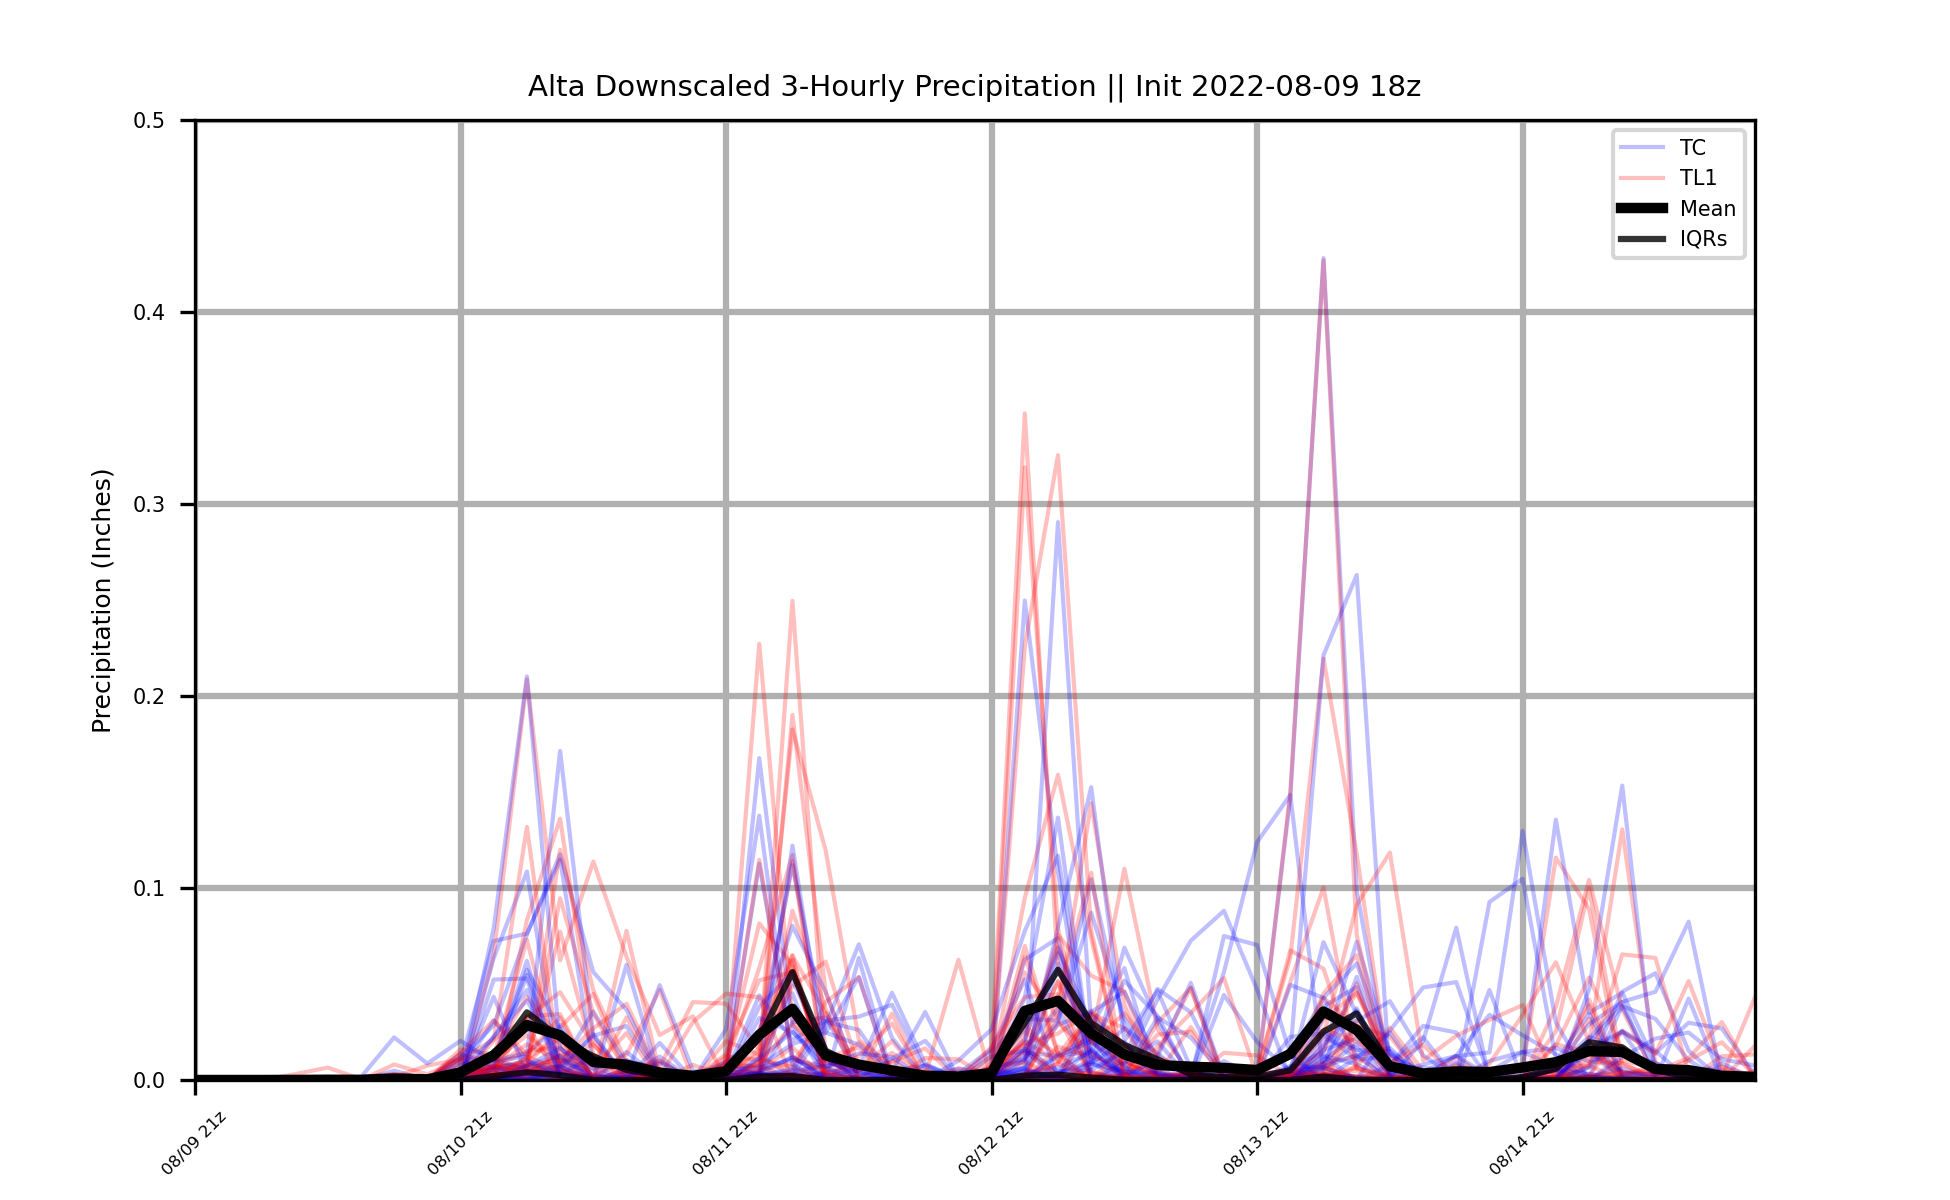 Alta Downscaled 3-Hourly Precipitation || Init 2022-08-09 18z
TC
TL1
Mean
IQRs
Precipitation (Inches)
0.5
0.4
0.3
0.2
0.1
0.0
08/09 21z
08/10 21z
08/11 21z
08/12 21z
08/13 21z
08/14 21z